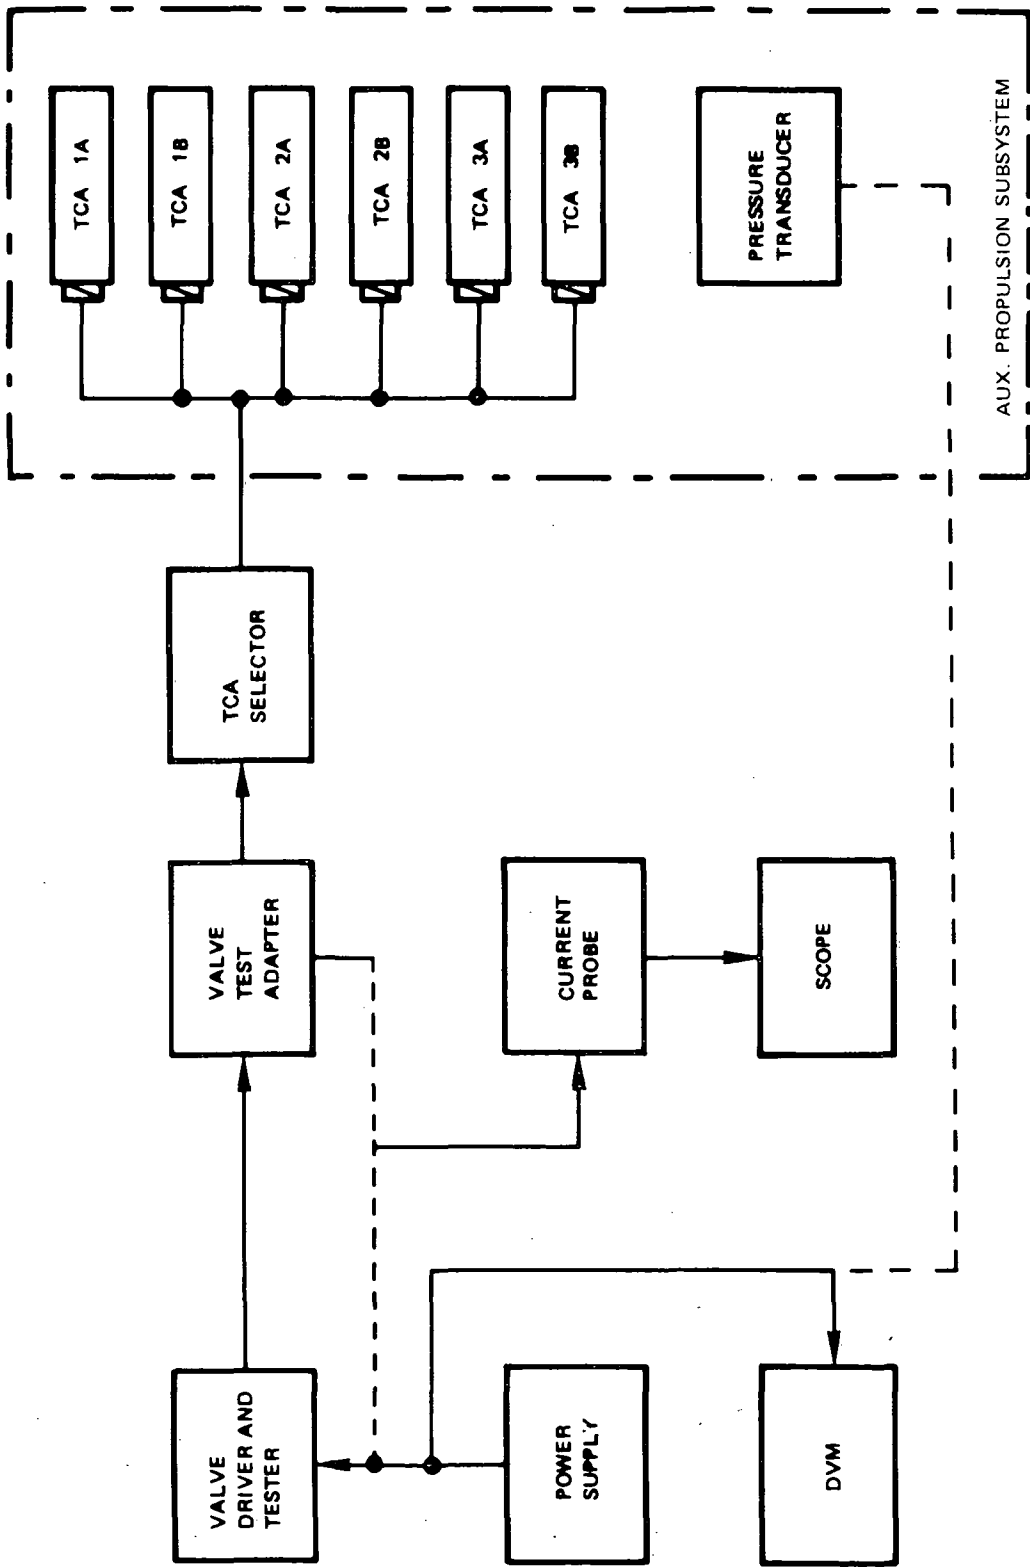 VALVE
DRIVER AND
TESTER
VALVE
TEST
ADAPTER
TCA
SELECTOR
TCA 1A
TCA 1B
TCA 2A
TCA 2B
TCA 3A
TCA 3B
POWER
SUPPLY
CURRENT
PROBE
PRESSURE
TRANSDUCER
DVM
SCOPE
AUX. PROPULSION SUBSYSTEM